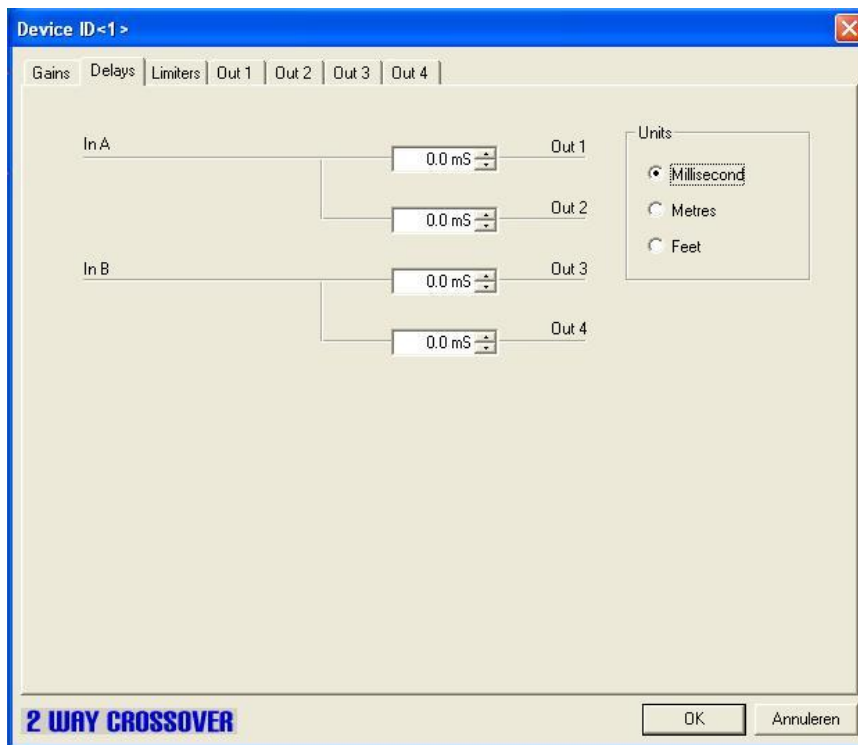 Device ID<1>
Gains Delays Limiters Out 1 Out 2 Out 3 Out 4
In A 0.0 mS Out 1
0.0 mS Out 2
In B 0.0 mS Out 3
0.0 mS Out 4
Units
Millisecond
Metres
Feet
2 WAY CROSSOVER
OK Annuleren